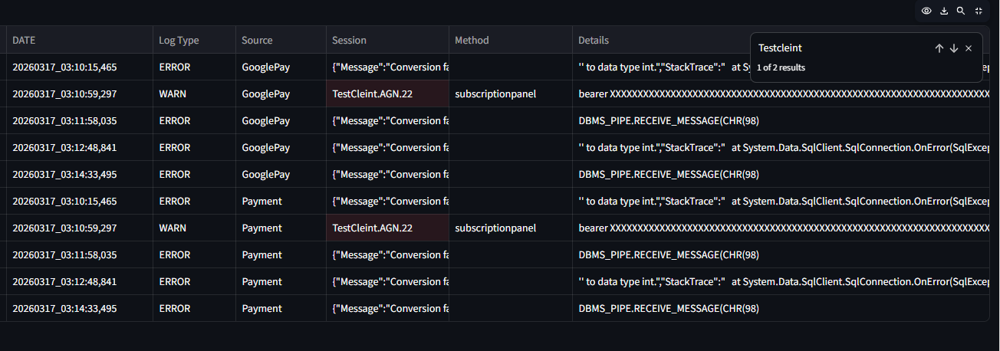 DATE Log Type Source Session Method Details
Testcleint
1 of 2 results
20260317_03:10:15,465 ERROR GooglePay {"Message":"Conversion fa '' to data type int.","StackTrace":" at Sy
20260317_03:10:59,297 WARN GooglePay TestCleint.AGN.22 subscriptionpanel bearer
20260317_03:11:58,035 ERROR GooglePay {"Message":"Conversion fa DBMS_PIPE.RECEIVE_MESSAGE(CHR(98)
20260317_03:12:48,841 ERROR GooglePay {"Message":"Conversion fa '' to data type int.","StackTrace":" at System.Data.SqlClient.SqlConnection.OnError(SqlExcep
20260317_03:14:33,495 ERROR GooglePay {"Message":"Conversion fa DBMS_PIPE.RECEIVE_MESSAGE(CHR(98)
20260317_03:10:15,465 ERROR Payment {"Message":"Conversion fa '' to data type int.","StackTrace":" at System.Data.SqlClient.SqlConnection.OnError(SqlExcep
20260317_03:10:59,297 WARN Payment TestCleint.AGN.22 subscriptionpanel bearer
20260317_03:11:58,035 ERROR Payment {"Message":"Conversion fa DBMS_PIPE.RECEIVE_MESSAGE(CHR(98)
20260317_03:12:48,841 ERROR Payment {"Message":"Conversion fa '' to data type int.","StackTrace":" at System.Data.SqlClient.SqlConnection.OnError(SqlExcep
20260317_03:14:33,495 ERROR Payment {"Message":"Conversion fa DBMS_PIPE.RECEIVE_MESSAGE(CHR(98)